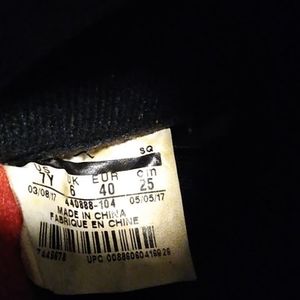 SQ
US UK EUR cm
7Y 6 40 25
03/08/17 440888-104 05/05/17
MADE IN CHINA
FABRIQUE EN CHINE
UPC